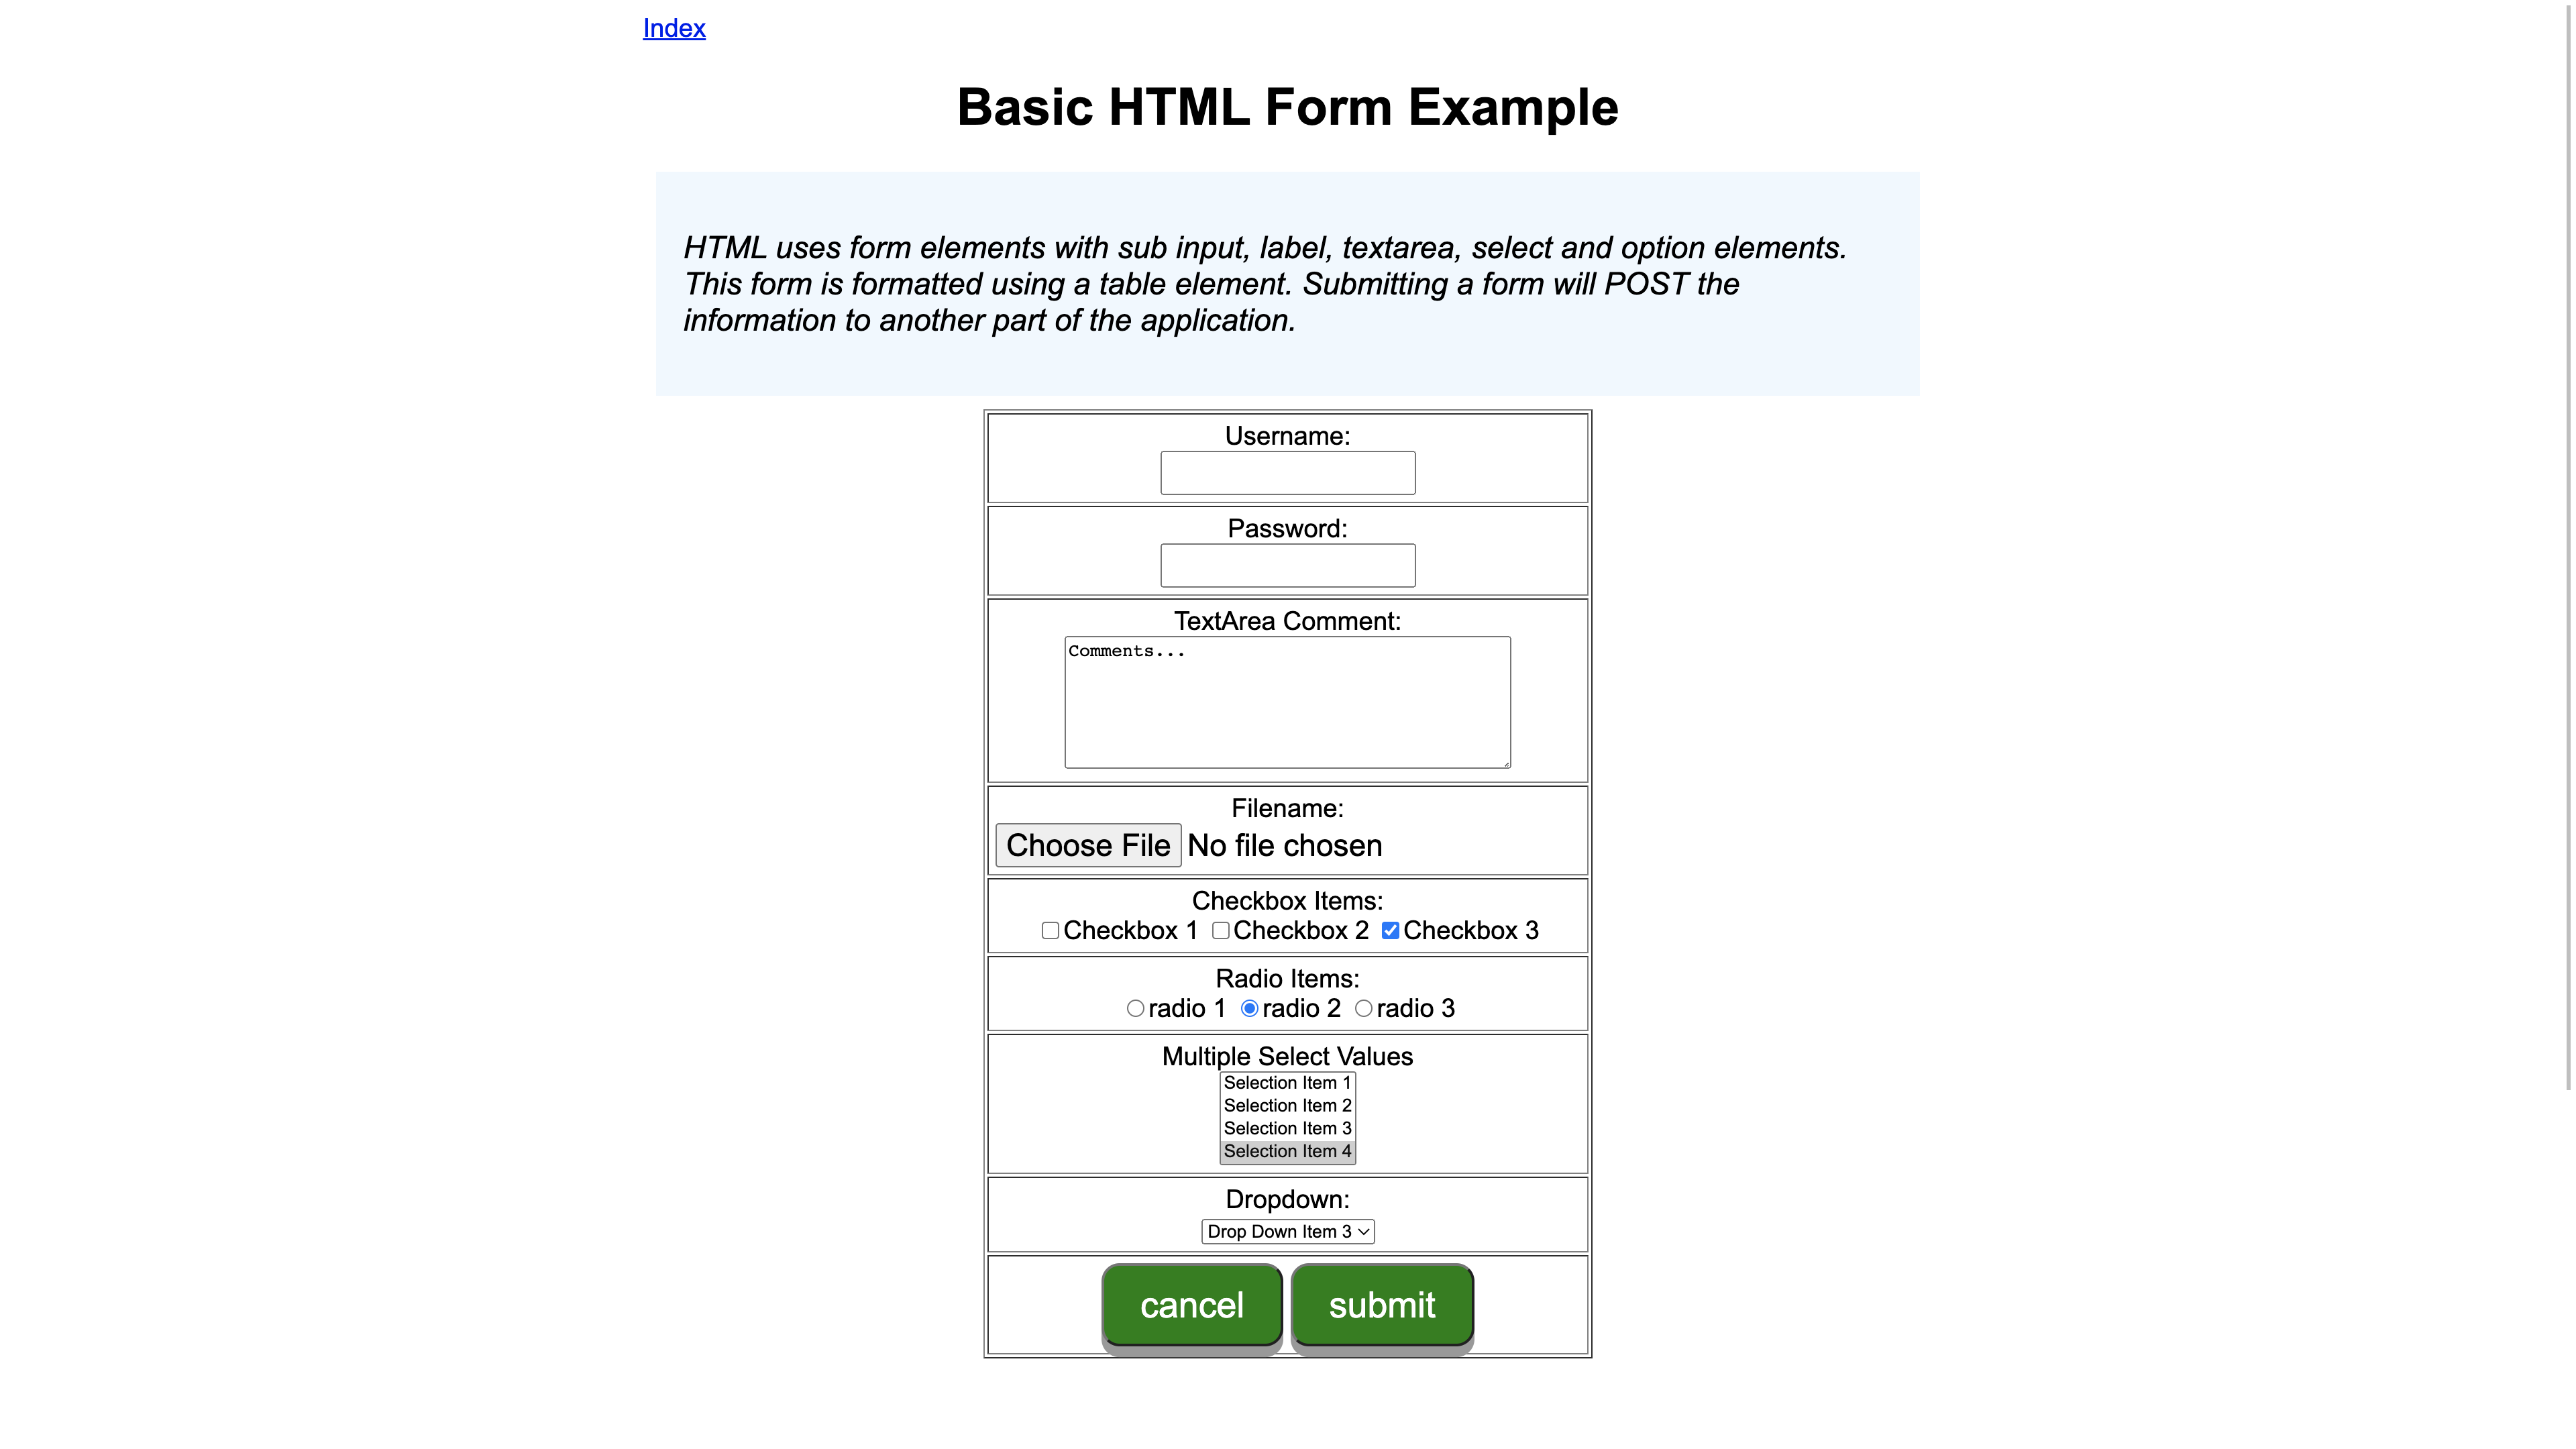 Index
Basic HTML Form Example
HTML uses form elements with sub input, label, textarea, select and option elements.
This form is formatted using a table element. Submitting a form will POST the
information to another part of the application.
Username:
Password:
TextArea Comment:
Comments...
Filename:
Choose File No file chosen
Checkbox Items:
Checkbox 1 Checkbox 2 Checkbox 3
Radio Items:
radio 1 radio 2 radio 3
Multiple Select Values
Selection Item 1
Selection Item 2
Selection Item 3
Selection Item 4
Dropdown:
Drop Down Item 3
cancel submit